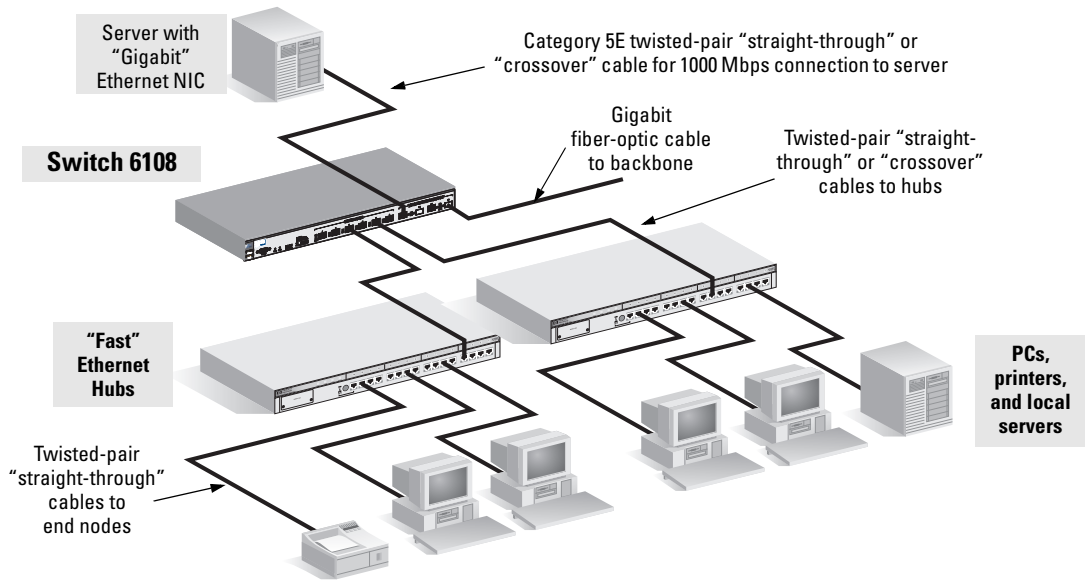 Server with
“Gigabit”
Ethernet NIC
Category 5E twisted-pair “straight-through” or
“crossover” cable for 1000 Mbps connection to server
Gigabit
fiber-optic cable
to backbone
Twisted-pair “straight-
through” or “crossover”
cables to hubs
Switch 6108
“Fast”
Ethernet
Hubs
PCs,
printers,
and local
servers
Twisted-pair
“straight-through”
cables to
end nodes